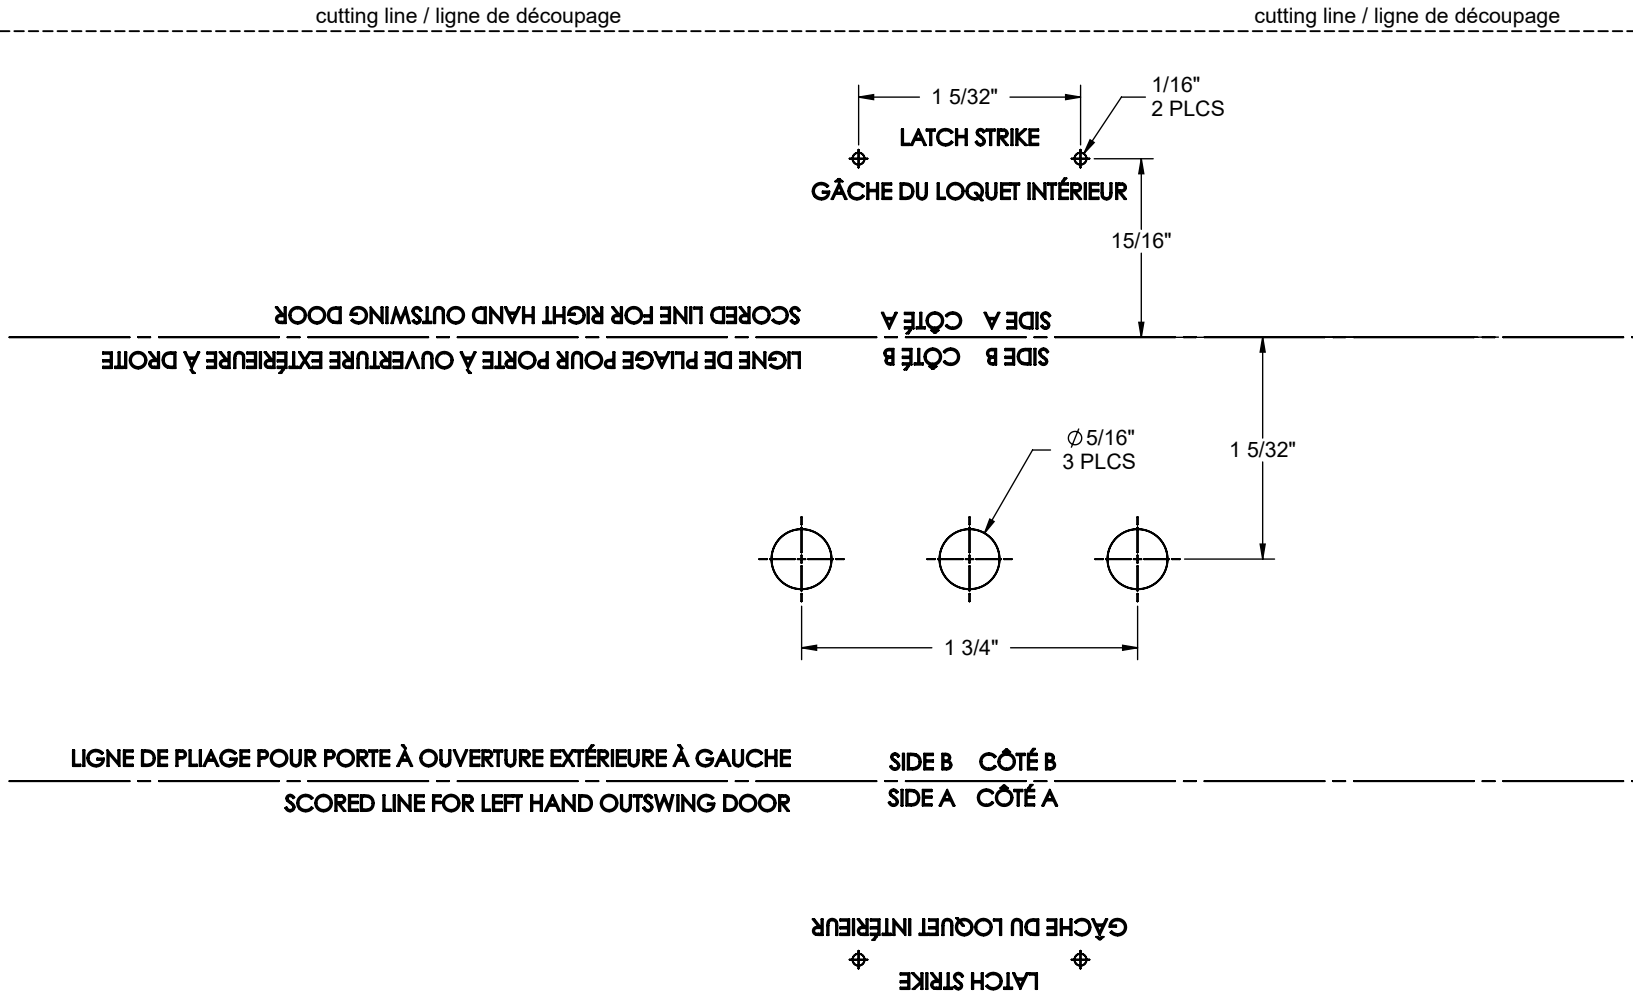 cutting line / ligne de découpage
cutting line / ligne de découpage
1 5/32"
1/16"
2 PLCS
LATCH STRIKE
GÂCHE DU LOQUET INTÉRIEUR
15/16"
SCORED LINE FOR RIGHT HAND OUTSWING DOOR
SIDE A CÔTÉ A
LIGNE DE PLIAGE POUR PORTE À OUVERTURE EXTÉRIEURE À DROITE
SIDE B CÔTÉ B
Ø 5/16"
3 PLCS
1 5/32"
1 3/4"
LIGNE DE PLIAGE POUR PORTE À OUVERTURE EXTÉRIEURE À GAUCHE
SIDE B CÔTÉ B
SCORED LINE FOR LEFT HAND OUTSWING DOOR
SIDE A CÔTÉ A
GÂCHE DU LOQUET INTÉRIEUR
LATCH STRIKE